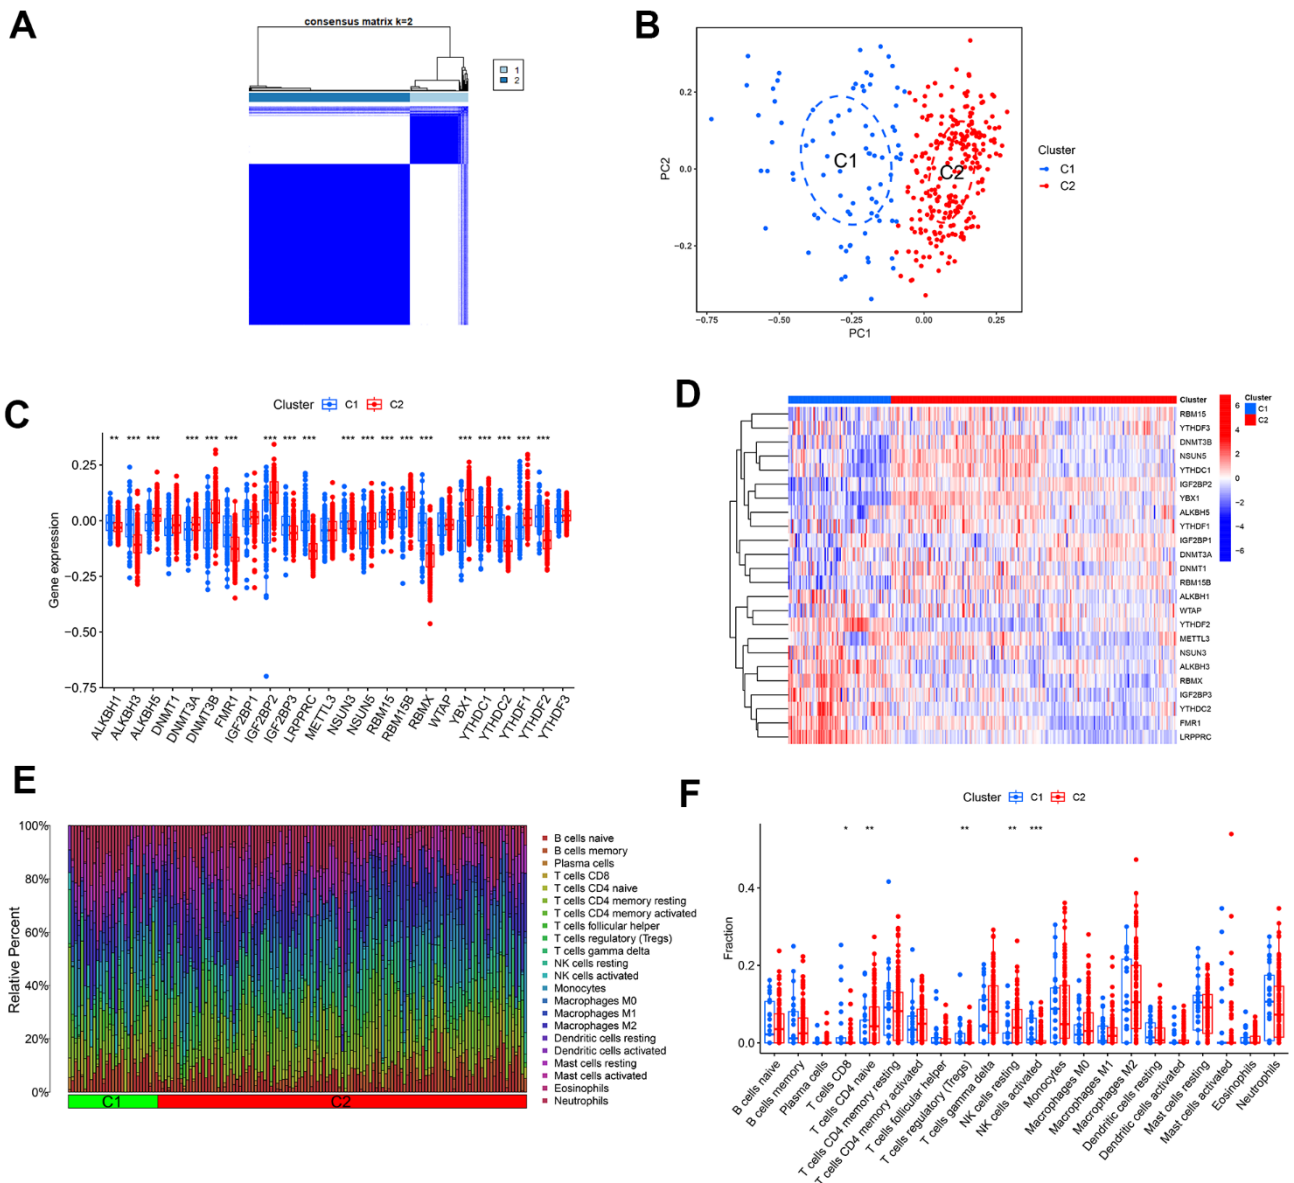 A
consensus matrix k=2
1
2
B
0.2
0.0
−0.2
PC2
C1
C2
−0.75
−0.50
−0.25
0.00
0.25
PC1
Cluster
C1
C2
C
Cluster C1 C2
** *** *** *** *** *** *** *** *** *** *** *** *** *** *** *** *** *** ***
0.25
0.00
−0.25
−0.50
−0.75
Gene expression
ALKBH1
ALKBH3
ALKBH5
DNMT1
DNMT3A
DNMT3B
FMR1
IGF2BP1
IGF2BP2
IGF2BP3
LRPPRC
METTL3
NSUN3
NSUN5
RBM15
RBM15B
RBMX
WTAP
YBX1
YTHDC1
YTHDC2
YTHDF1
YTHDF2
YTHDF3
D
Cluster
RBM15
YTHDF3
DNMT3B
NSUN5
YTHDC1
IGF2BP2
YBX1
ALKBH5
YTHDF1
IGF2BP1
DNMT3A
DNMT1
RBM15B
ALKBH1
WTAP
YTHDF2
METTL3
NSUN3
ALKBH3
RBMX
IGF2BP3
YTHDC2
FMR1
LRPPRC
6
4
2
0
−2
−4
−6
Cluster
C1
C2
E
100%
80%
60%
40%
20%
0%
Relative Percent
C1
C2
B cells naive
B cells memory
Plasma cells
T cells CD8
T cells CD4 naive
T cells CD4 memory resting
T cells CD4 memory activated
T cells follicular helper
T cells regulatory (Tregs)
T cells gamma delta
NK cells resting
NK cells activated
Monocytes
Macrophages M0
Macrophages M1
Macrophages M2
Dendritic cells resting
Dendritic cells activated
Mast cells resting
Mast cells activated
Eosinophils
Neutrophils
F
Cluster C1 C2
* ** ** ** ***
0.4
0.2
0.0
Fraction
B cells naive
B cells memory
Plasma cells
T cells CD8
T cells CD4 naive
T cells CD4 memory resting
T cells CD4 memory activated
T cells follicular helper
T cells regulatory (Tregs)
T cells gamma delta
NK cells resting
NK cells activated
Monocytes
Macrophages M0
Macrophages M1
Macrophages M2
Dendritic cells resting
Dendritic cells activated
Mast cells resting
Mast cells activated
Eosinophils
Neutrophils